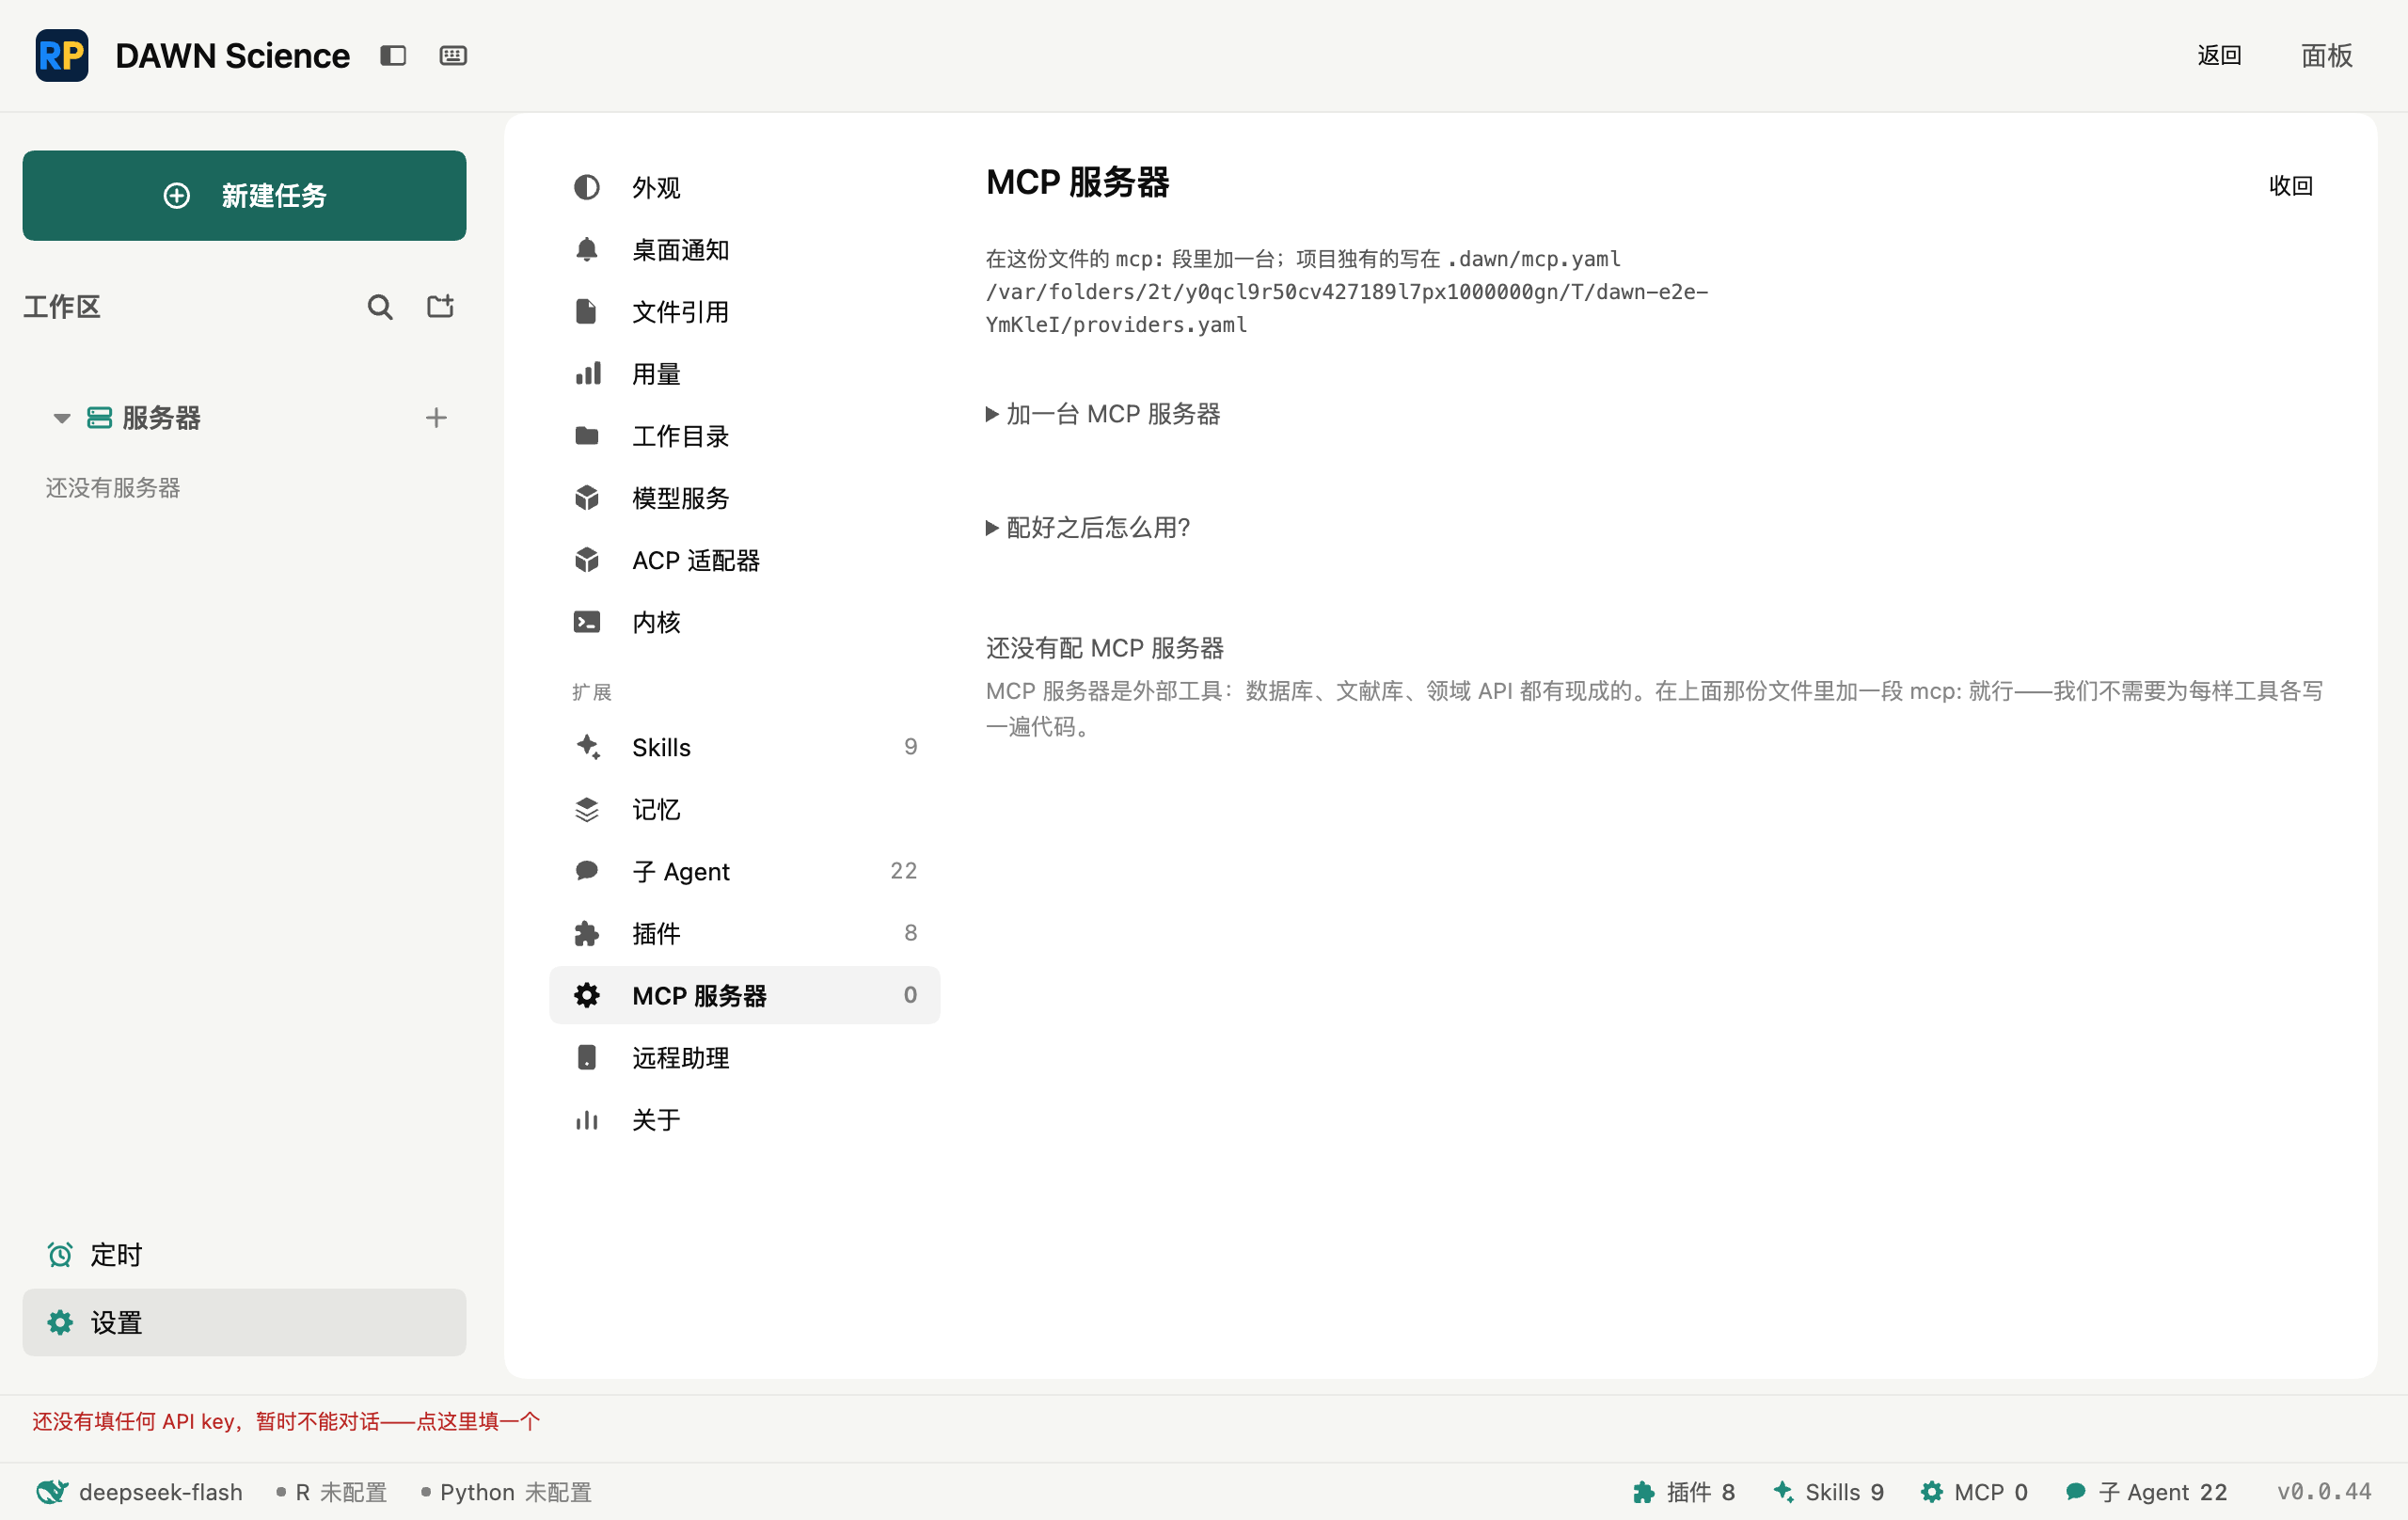 RP DAWN Science
返回 面板
新建任务
工作区
服务器
还没有服务器
定时
设置
外观
桌面通知
文件引用
用量
工作目录
模型服务
ACP 适配器
内核
扩展
Skills 9
记忆
子 Agent 22
插件 8
MCP 服务器 0
远程助理
关于
MCP 服务器
收回
在这份文件的 mcp: 段里加一台；项目独有的写在 .dawn/mcp.yaml
/var/folders/2t/y0qcl9r50cv427189l7px1000000gn/T/dawn-e2e-
YmKleI/providers.yaml
加一台 MCP 服务器
配好之后怎么用？
还没有配 MCP 服务器
MCP 服务器是外部工具：数据库、文献库、领域 API 都有现成的。在上面那份文件里加一段 mcp: 就行——我们不需要为每样工具各写
一遍代码。
还没有填任何 API key，暂时不能对话——点这里填一个
deepseek-flash R 未配置 Python 未配置
插件 8 Skills 9 MCP 0 子 Agent 22 v0.0.44